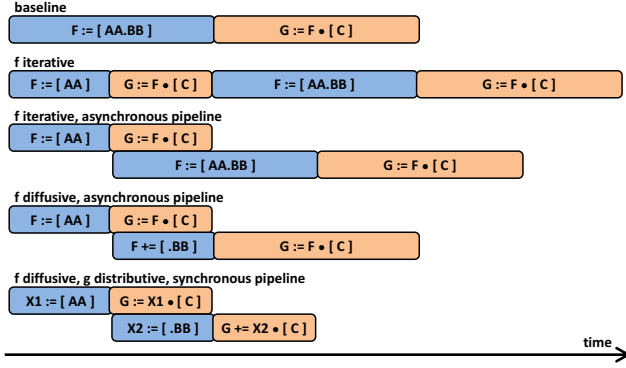 baseline
F := [ AA.BB ] G := F • [ C ]
f iterative
F := [ AA ] G := F • [ C ] F := [ AA.BB ] G := F • [ C ]
f iterative, asynchronous pipeline
F := [ AA ] G := F • [ C ]
F := [ AA.BB ] G := F • [ C ]
f diffusive, asynchronous pipeline
F := [ AA ] G := F • [ C ]
F += [ .BB ] G := F • [ C ]
f diffusive, g distributive, synchronous pipeline
X1 := [ AA ] G := X1 • [ C ]
X2 := [ .BB ] G += X2 • [ C ]
time